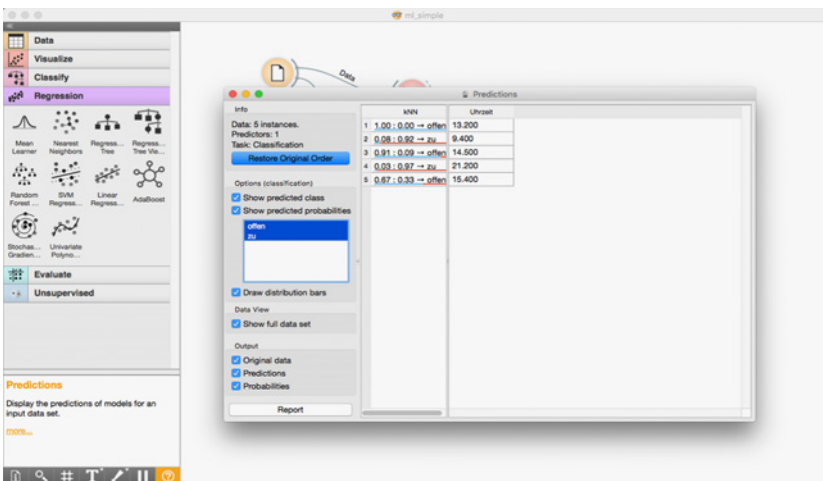 ml_simple
Data
Visualize
Classify
Regression
Mean Learner
Nearest Neighbors
Regress... Tree
Regress... Tree Vie...
Random Forest ...
SVM Regress...
Linear Regress...
AdaBoost
Stochas... Gradien...
Univariate Polyno...
Evaluate
Unsupervised
Predictions
Display the predictions of models for an
input data set.
more...
Data
Predictions
Info
Data: 5 instances.
Predictors: 1
Task: Classification
Restore Original Order
Options (classification)
Show predicted class
Show predicted probabilities
offen
zu
Draw distribution bars
Data View
Show full data set
Output
Original data
Predictions
Probabilities
Report
kNN Uhrzeit
1 1.00 : 0.00 → offen 13.200
2 0.08 : 0.92 → zu 9.400
3 0.91 : 0.09 → offen 14.500
4 0.03 : 0.97 → zu 21.200
5 0.67 : 0.33 → offen 15.400